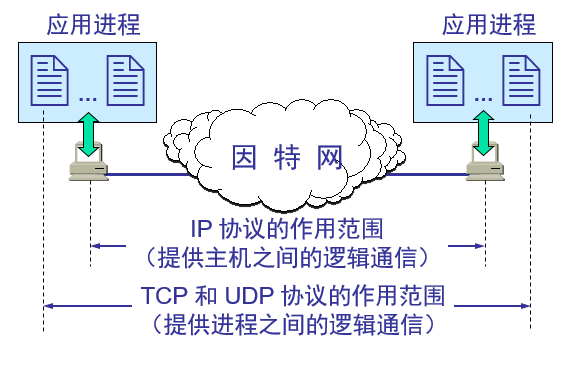 应用进程
应用进程
...
...
因特网
IP 协议的作用范围
（提供主机之间的逻辑通信）
TCP 和 UDP 协议的作用范围
（提供进程之间的逻辑通信）